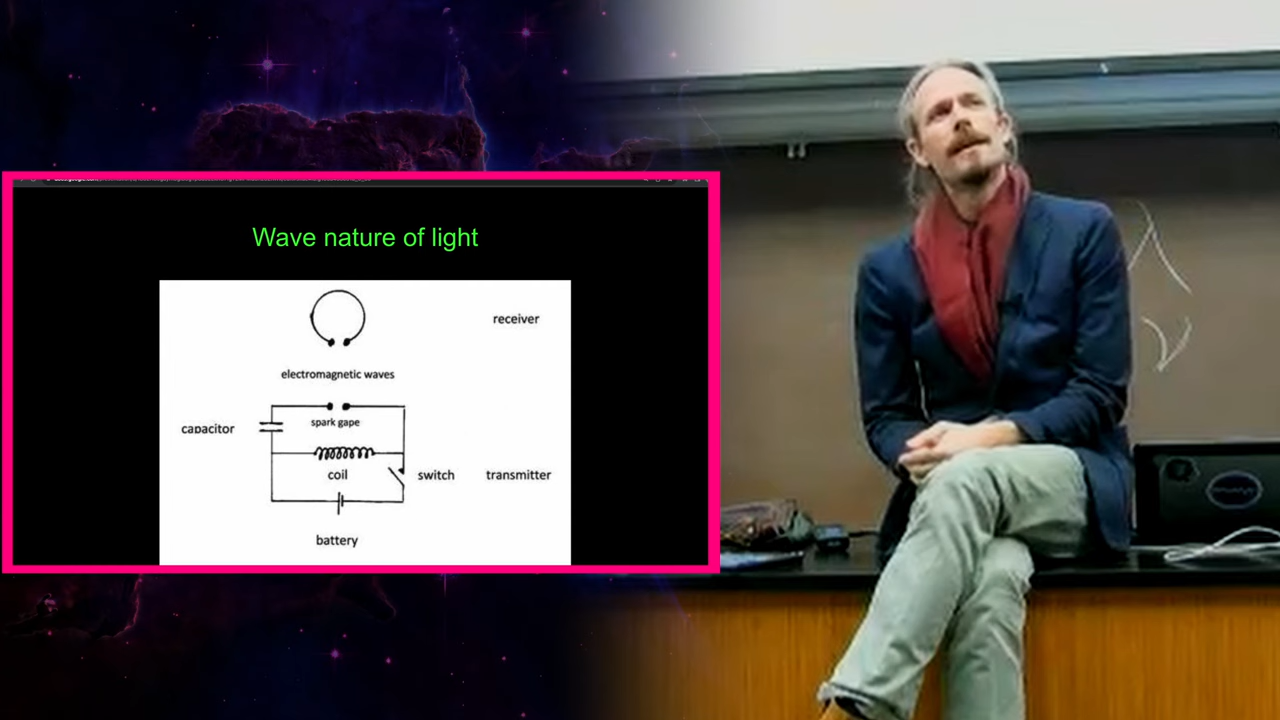 Wave nature of light
receiver
electromagnetic waves
capacitor
spark gape
coil
switch
transmitter
battery